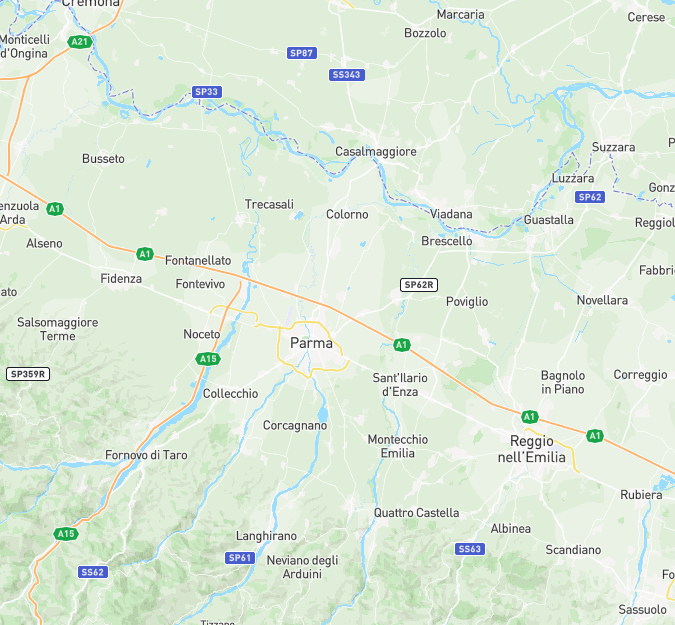 Cremona
Marcaria
Cerese
Bozzolo
Monticelli
d'Ongina
A21
SP87
SS343
SP33
Casalmaggiore
Suzzara
Busseto
Luzzara
SP62
Gonz
enzuola
Arda
A1
Trecasali
Colorno
Viadana
Guastalla
Reggiol
Alseno
A1
Brescello
Fontanellato
Fidenza
Fontevivo
SP62R
Fabbri
ato
Poviglio
Novellara
Salsomaggiore
Terme
Noceto
Parma
A1
A15
SP359R
Sant'Ilario
d'Enza
Bagnolo
in Piano
Correggio
Collecchio
Corcagnano
A1
A1
Montecchio
Emilia
Reggio
nell'Emilia
Fornovo di Taro
Rubiera
Quattro Castella
A15
Langhirano
Albinea
SS63
Scandiano
SP61
SS62
Neviano degli
Arduini
Fo
Sassuolo
Tizzano